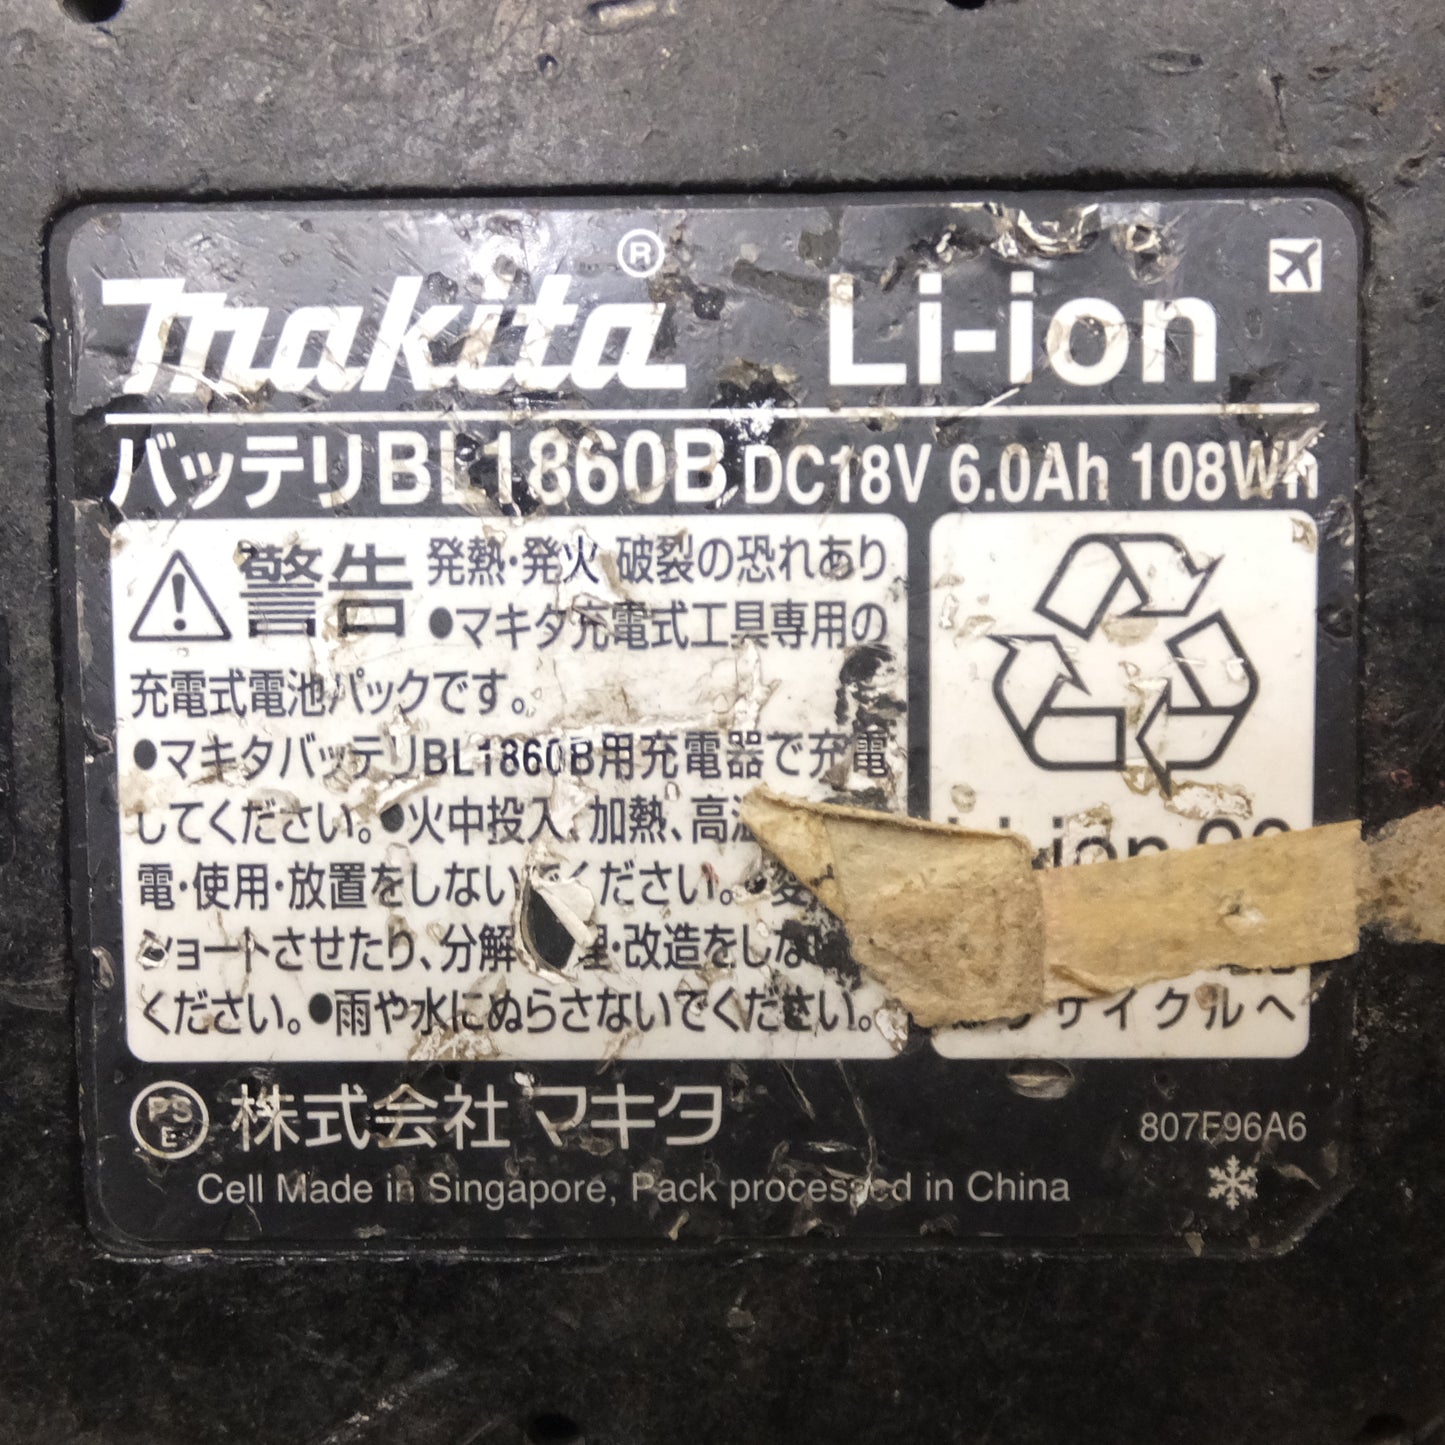 makita® Li-ion
バッテリBL1860B DC18V 6.0Ah 108Wh
警告 発熱・発火 破裂の恐れあり
●マキタ充電式工具専用の
充電式電池パックです。
●マキタバッテリBL1860B用充電器で充電
してください。●火中投入、加熱、高温
電・使用・放置をしないでください。●変
ショートさせたり、分解 理・改造をしな
ください。●雨や水にぬらさないでください。
Li-ion
リサイクルへ
PSE 株式会社 マキタ
807F96A6
Cell Made in Singapore, Pack processed in China